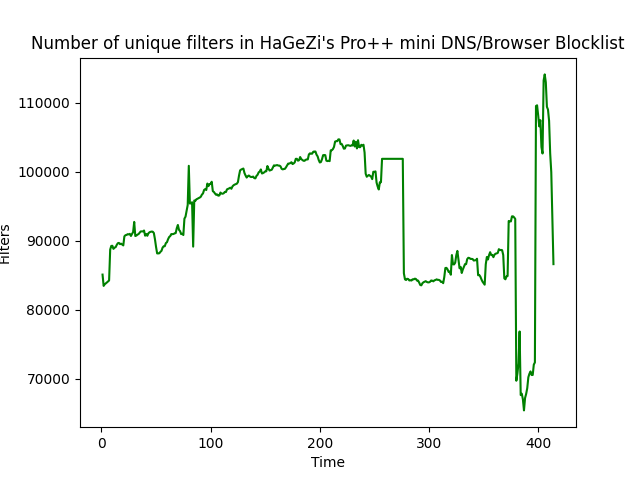 Number of unique filters in HaGeZi's Pro++ mini DNS/Browser Blocklist
110000
100000
90000
80000
70000
Filters
0 100 200 300 400
Time